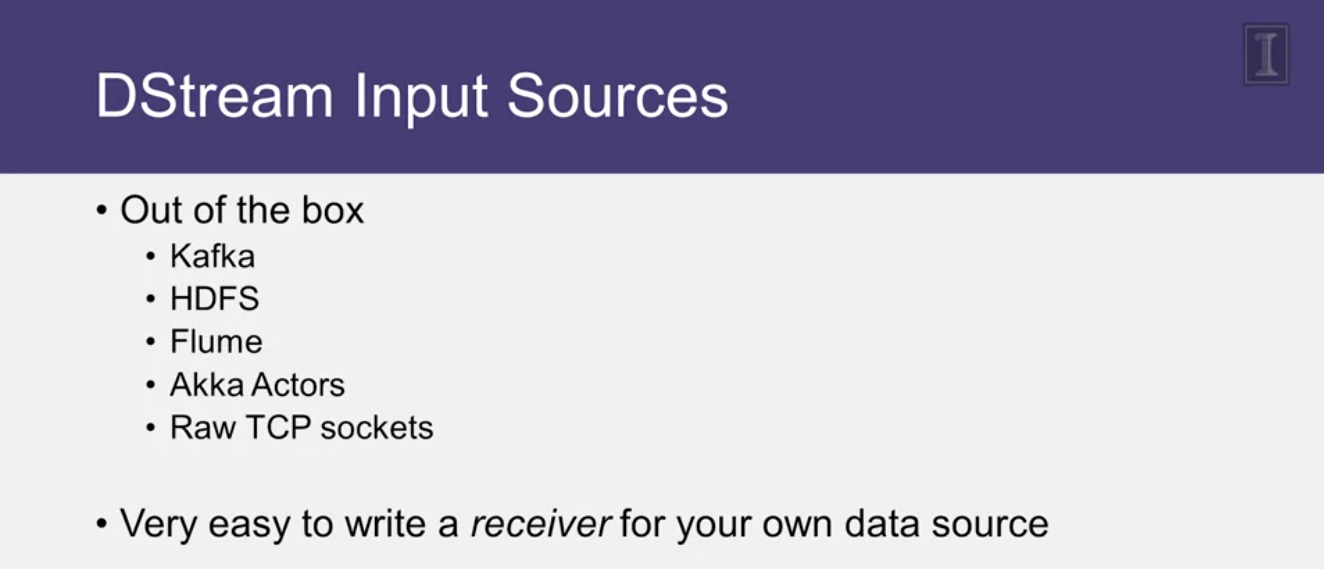 DStream Input Sources
• Out of the box
• Kafka
• HDFS
• Flume
• Akka Actors
• Raw TCP sockets
• Very easy to write a receiver for your own data source
I